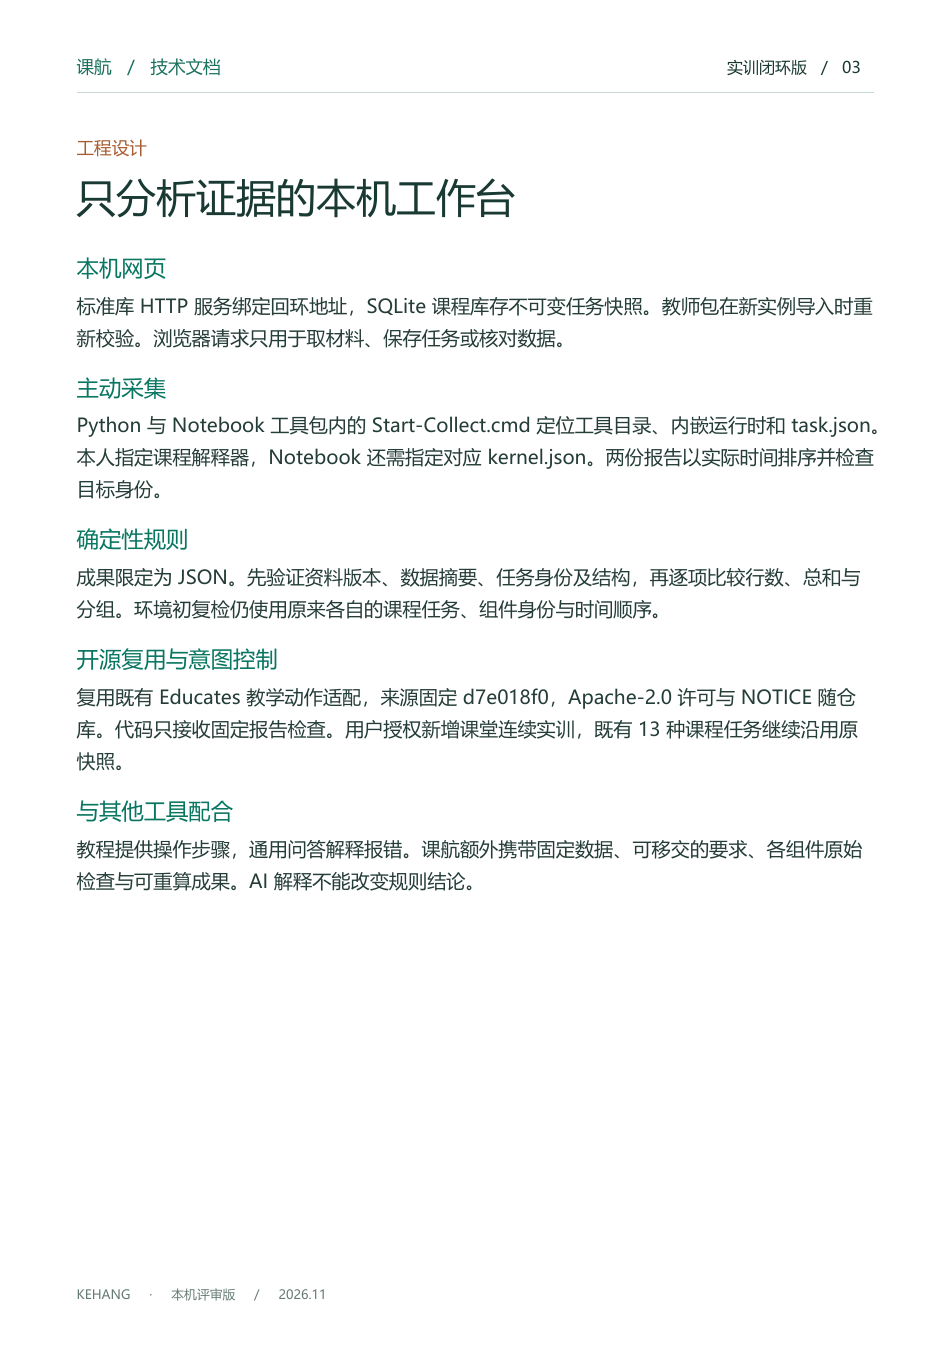 课航 / 技术文档
实训闭环版 / 03
工程设计
只分析证据的本机工作台
本机网页
标准库 HTTP 服务绑定回环地址，SQLite 课程库存不可变任务快照。教师包在新实例导入时重
新校验。浏览器请求只用于取材料、保存任务或核对数据。
主动采集
Python 与 Notebook 工具包内的 Start-Collect.cmd 定位工具目录、内嵌运行时和 task.json。
本人指定课程解释器，Notebook 还需指定对应 kernel.json。两份报告以实际时间排序并检查
目标身份。
确定性规则
成果限定为 JSON。先验证资料版本、数据摘要、任务身份及结构，再逐项比较行数、总和与
分组。环境初复检仍使用原来各自的课程任务、组件身份与时间顺序。
开源复用与意图控制
复用既有 Educates 教学动作适配，来源固定 d7e018f0，Apache-2.0 许可与 NOTICE 随仓
库。代码只接收固定报告检查。用户授权新增课堂连续实训，既有 13 种课程任务继续沿用原
快照。
与其他工具配合
教程提供操作步骤，通用问答解释报错。课航额外携带固定数据、可移交的要求、各组件原始
检查与可重算成果。AI 解释不能改变规则结论。
KEHANG · 本机评审版 / 2026.11